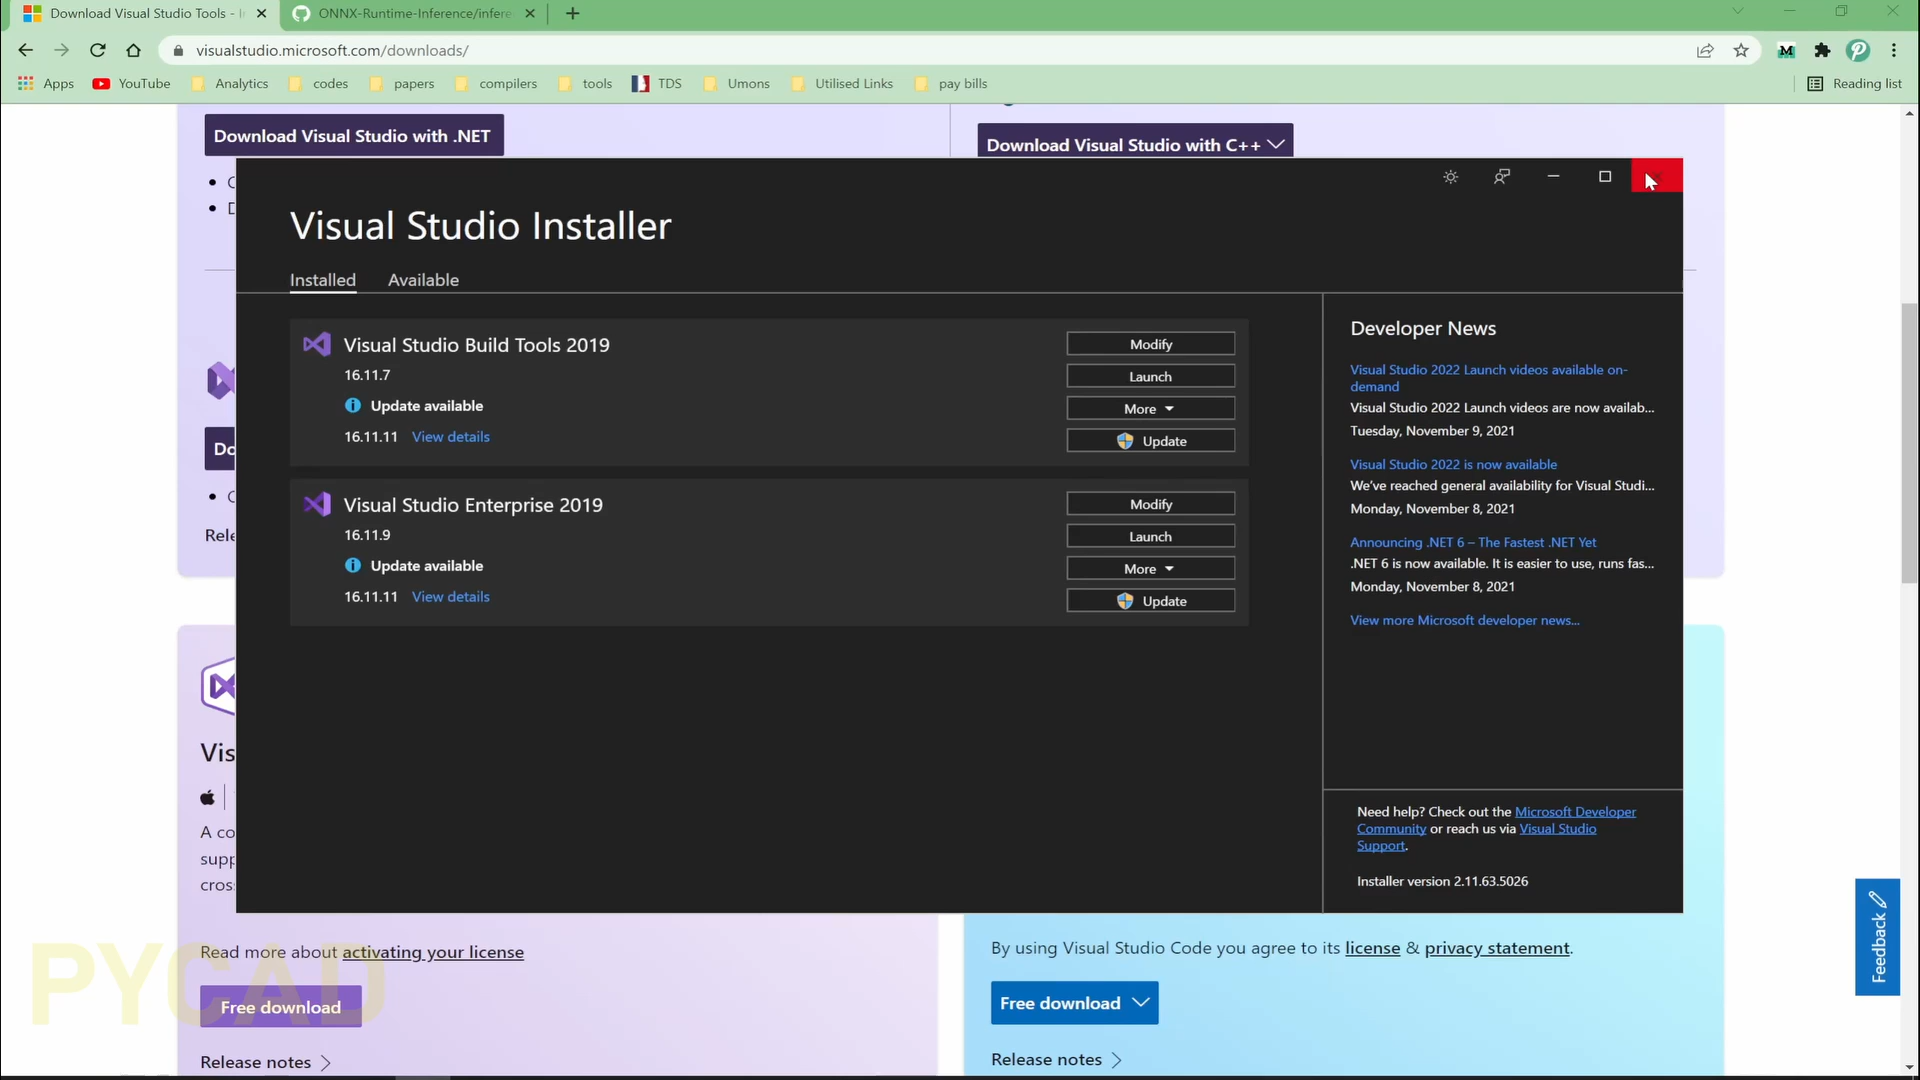 Download Visual Studio Tools - I
ONNX-Runtime-Inference/infere
visualstudio.microsoft.com/downloads/
Apps
YouTube
Analytics
codes
papers
compilers
tools
TDS
Umons
Utilised Links
pay bills
Reading list
Download Visual Studio with .NET
Download Visual Studio with C++
Visual Studio Installer
Installed
Available
Visual Studio Build Tools 2019
16.11.7
Update available
16.11.11 View details
Modify
Launch
More
Update
Visual Studio Enterprise 2019
16.11.9
Update available
16.11.11 View details
Modify
Launch
More
Update
Developer News
Visual Studio 2022 Launch videos available on-
demand
Visual Studio 2022 Launch videos are now availab...
Tuesday, November 9, 2021
Visual Studio 2022 is now available
We've reached general availability for Visual Studi...
Monday, November 8, 2021
Announcing .NET 6 – The Fastest .NET Yet
.NET 6 is now available. It is easier to use, runs fas...
Monday, November 8, 2021
View more Microsoft developer news...
Need help? Check out the Microsoft Developer
Community or reach us via Visual Studio
Support.
Installer version 2.11.63.5026
Do
Rele
Vis
A co
supp
cros
Read more about activating your license
Free download
Release notes
By using Visual Studio Code you agree to its license & privacy statement.
Free download
Release notes
Feedback
PYCAD